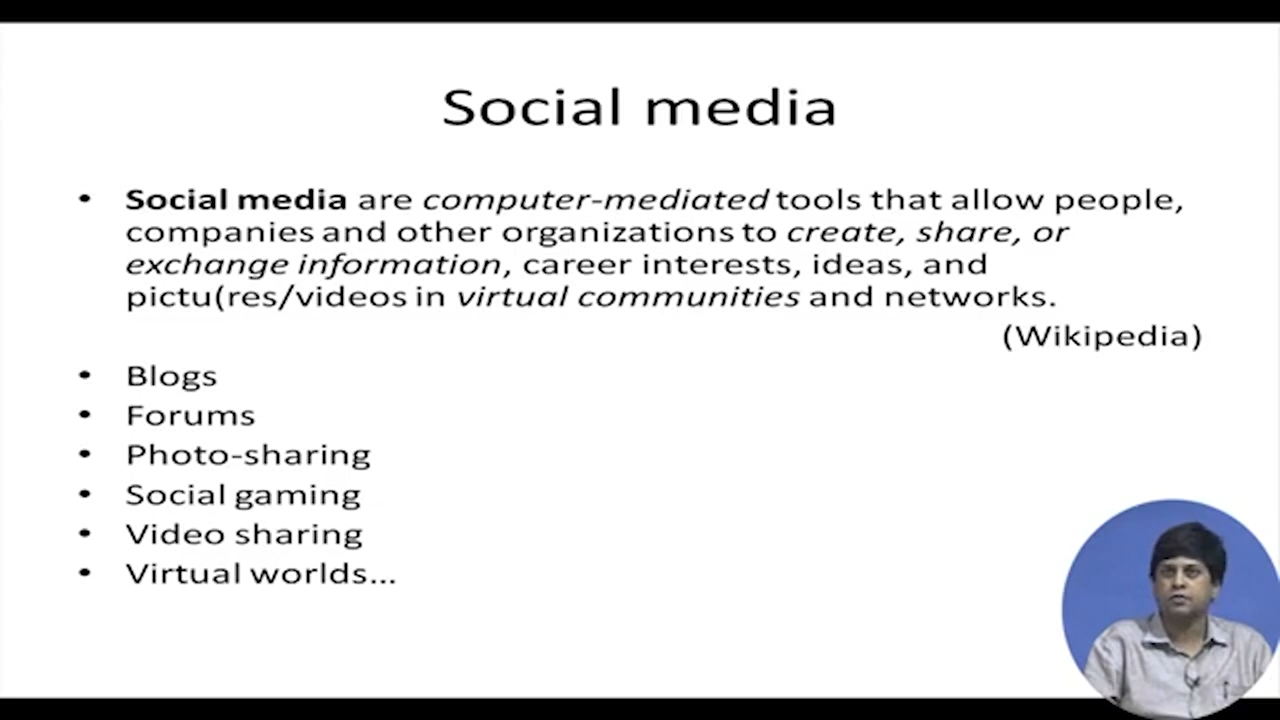 Social media
• Social media are computer-mediated tools that allow people,
companies and other organizations to create, share, or
exchange information, career interests, ideas, and
pictu(res/videos in virtual communities and networks.
(Wikipedia)
• Blogs
• Forums
• Photo-sharing
• Social gaming
• Video sharing
• Virtual worlds...